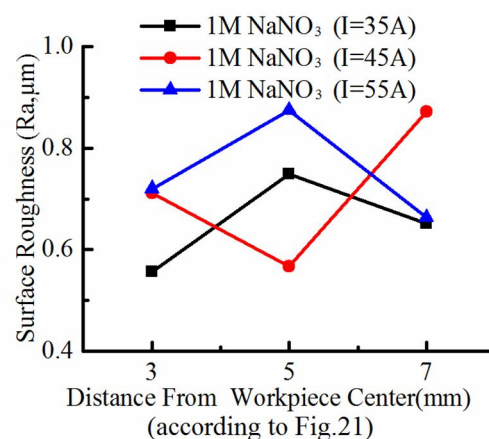 1M NaNO₃ (I=35A)
1M NaNO₃ (I=45A)
1M NaNO₃ (I=55A)
Surface Roughness (Ra,μm)
1.0
0.8
0.6
0.4
3 5 7
Distance From Workpiece Center(mm)
(according to Fig.21)